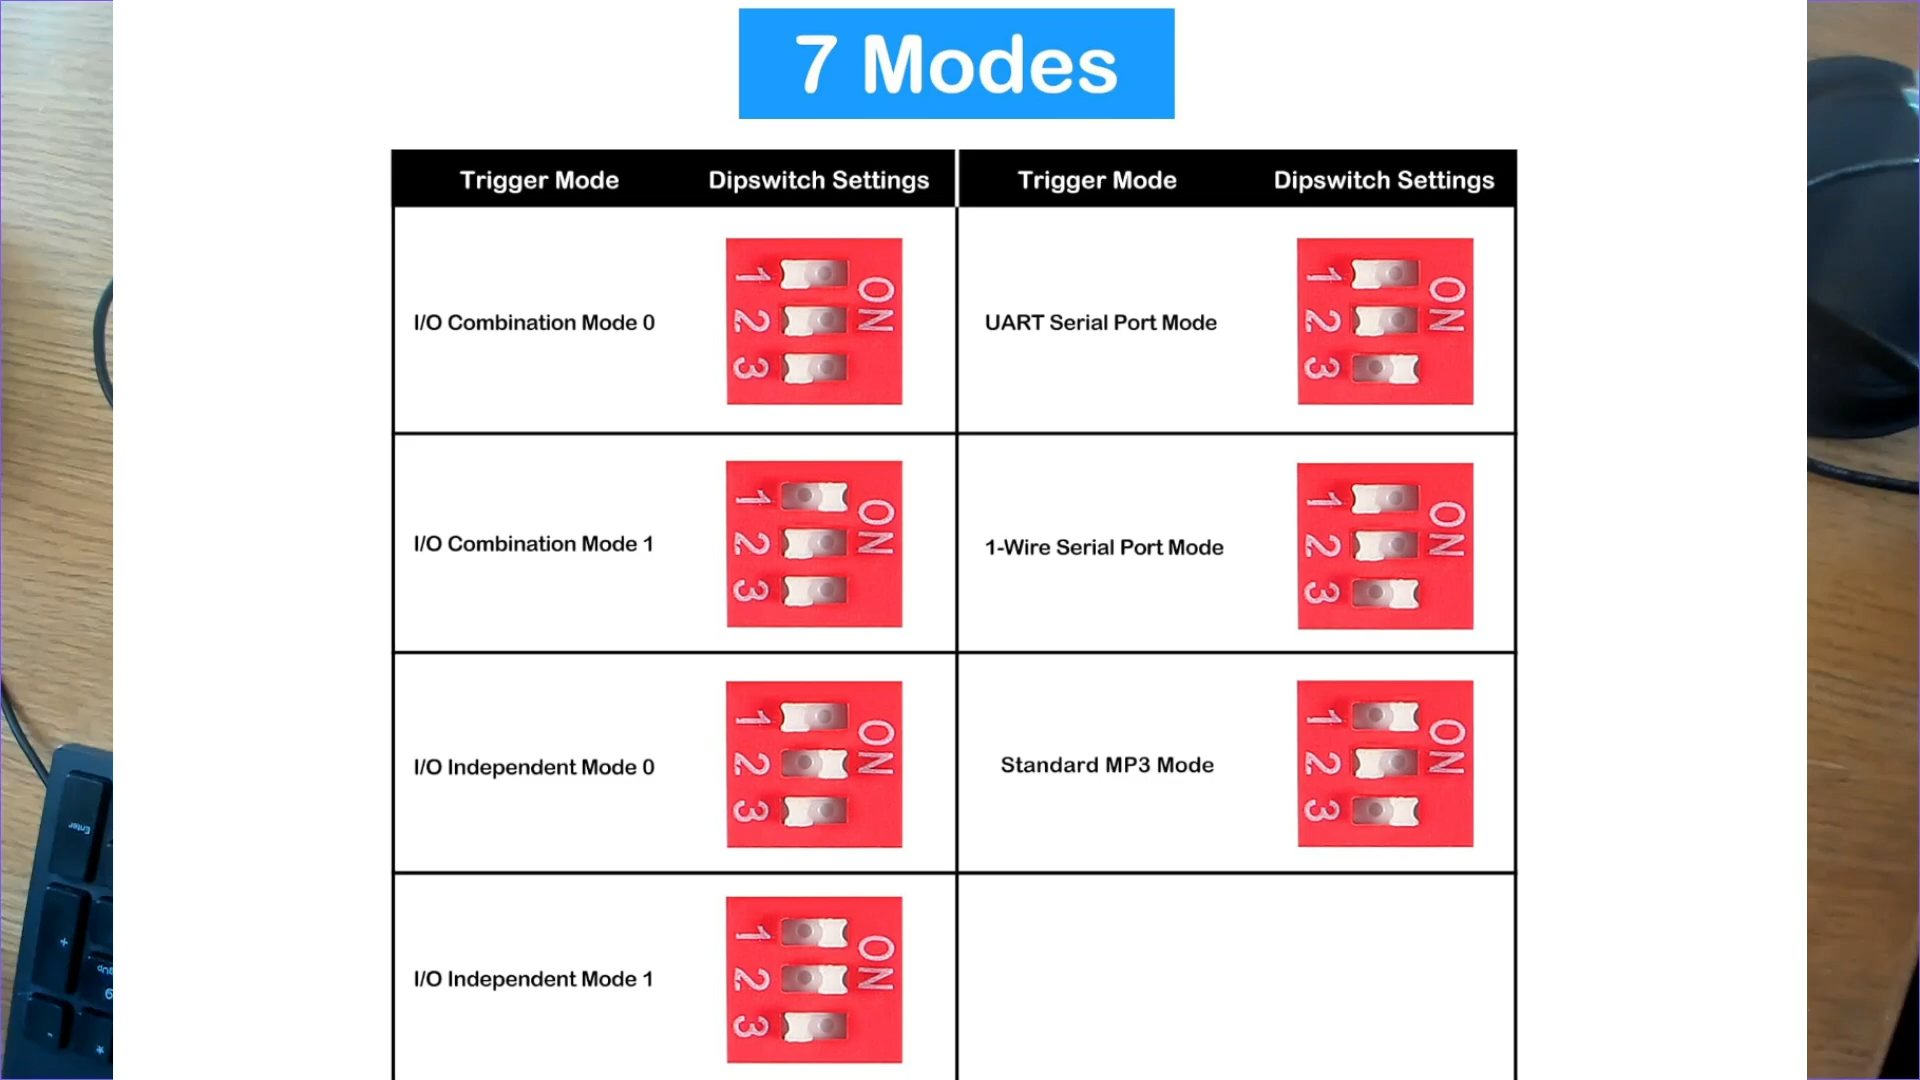 7 Modes
Trigger Mode Dipswitch Settings Trigger Mode Dipswitch Settings
I/O Combination Mode 0
1 2 3 ON
UART Serial Port Mode
1 2 3 ON
I/O Combination Mode 1
1 2 3 ON
1-Wire Serial Port Mode
1 2 3 ON
I/O Independent Mode 0
1 2 3 ON
Standard MP3 Mode
1 2 3 ON
I/O Independent Mode 1
1 2 3 ON
Enter
+
-
*